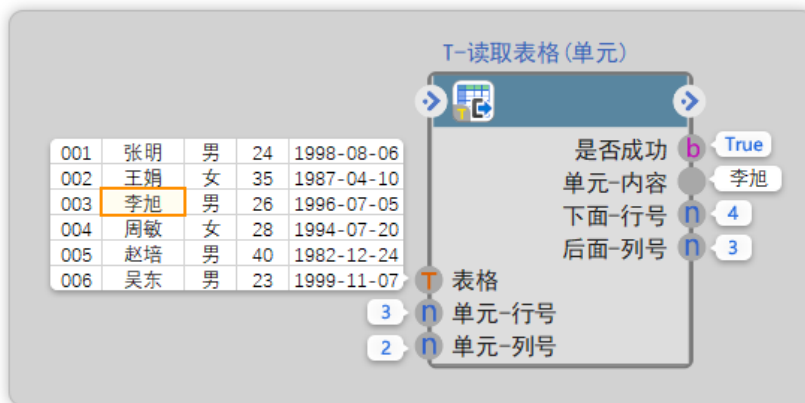 T-读取表格(单元)
001 张明 男 24 1998-08-06
002 王娟 女 35 1987-04-10
003 李旭 男 26 1996-07-05
004 周敏 女 28 1994-07-20
005 赵培 男 40 1982-12-24
006 吴东 男 23 1999-11-07
是否成功 b True
单元-内容 李旭
下面-行号 n 4
后面-列号 n 3
T 表格
3 n 单元-行号
2 n 单元-列号